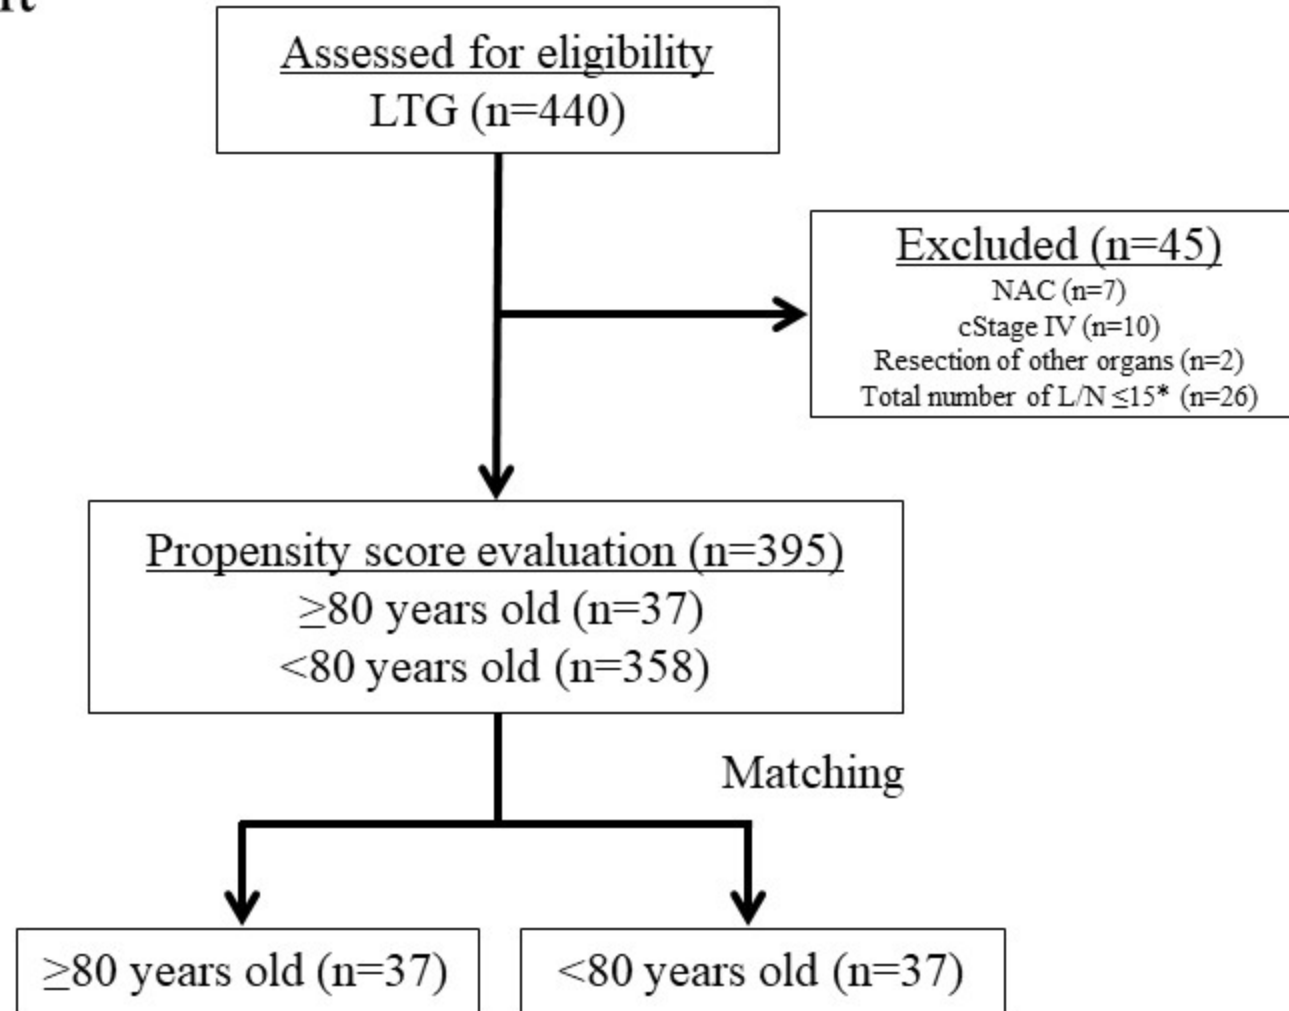 Assessed for eligibility
LTG (n=440)
Excluded (n=45)
NAC (n=7)
cStage IV (n=10)
Resection of other organs (n=2)
Total number of L/N ≤15* (n=26)
Propensity score evaluation (n=395)
≥80 years old (n=37)
<80 years old (n=358)
Matching
≥80 years old (n=37)
<80 years old (n=37)